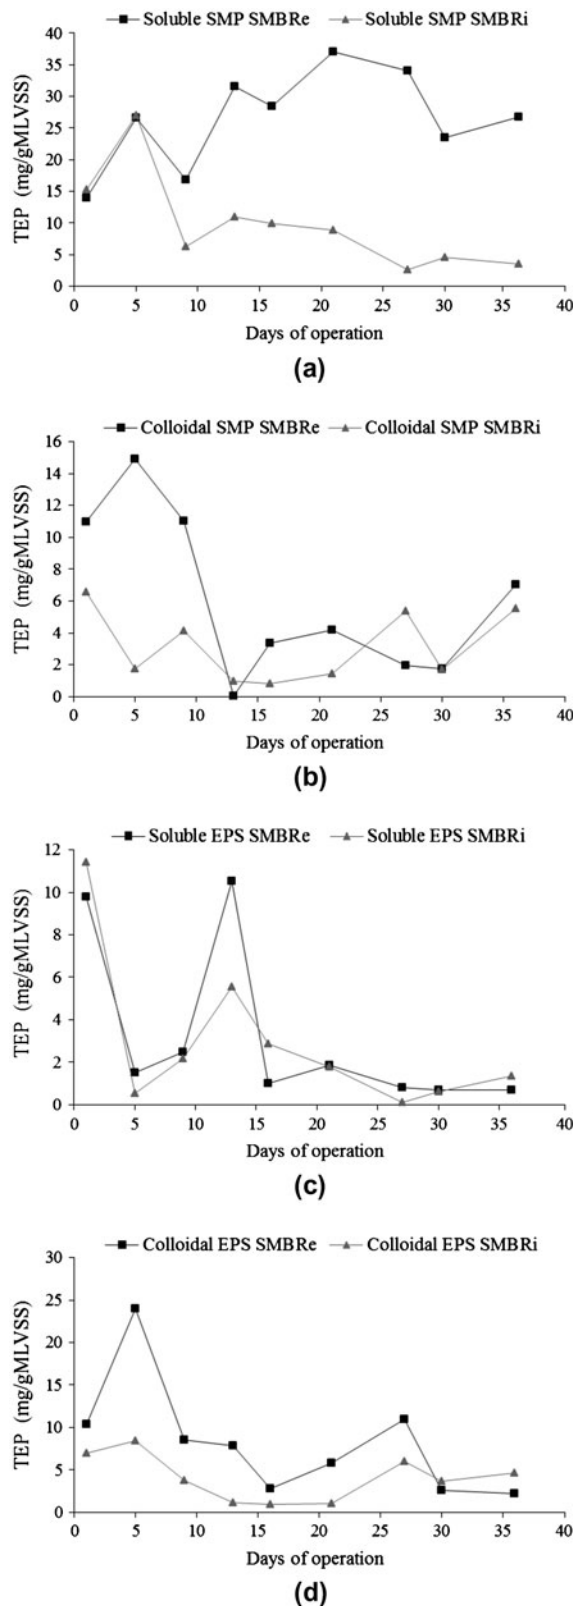 Soluble SMP SMBRe Soluble SMP SMBRi
TEP (mg/gMLVSS)
40
35
30
25
20
15
10
5
0
0 5 10 15 20 25 30 35 40
Days of operation
(a)
Colloidal SMP SMBRe Colloidal SMP SMBRi
TEP (mg/gMLVSS)
16
14
12
10
8
6
4
2
0
0 5 10 15 20 25 30 35 40
Days of operation
(b)
Soluble EPS SMBRe Soluble EPS SMBRi
TEP (mg/gMLVSS)
12
10
8
6
4
2
0
0 5 10 15 20 25 30 35 40
Days of operation
(c)
Colloidal EPS SMBRe Colloidal EPS SMBRi
TEP (mg/gMLVSS)
30
25
20
15
10
5
0
0 5 10 15 20 25 30 35 40
Days of operation
(d)